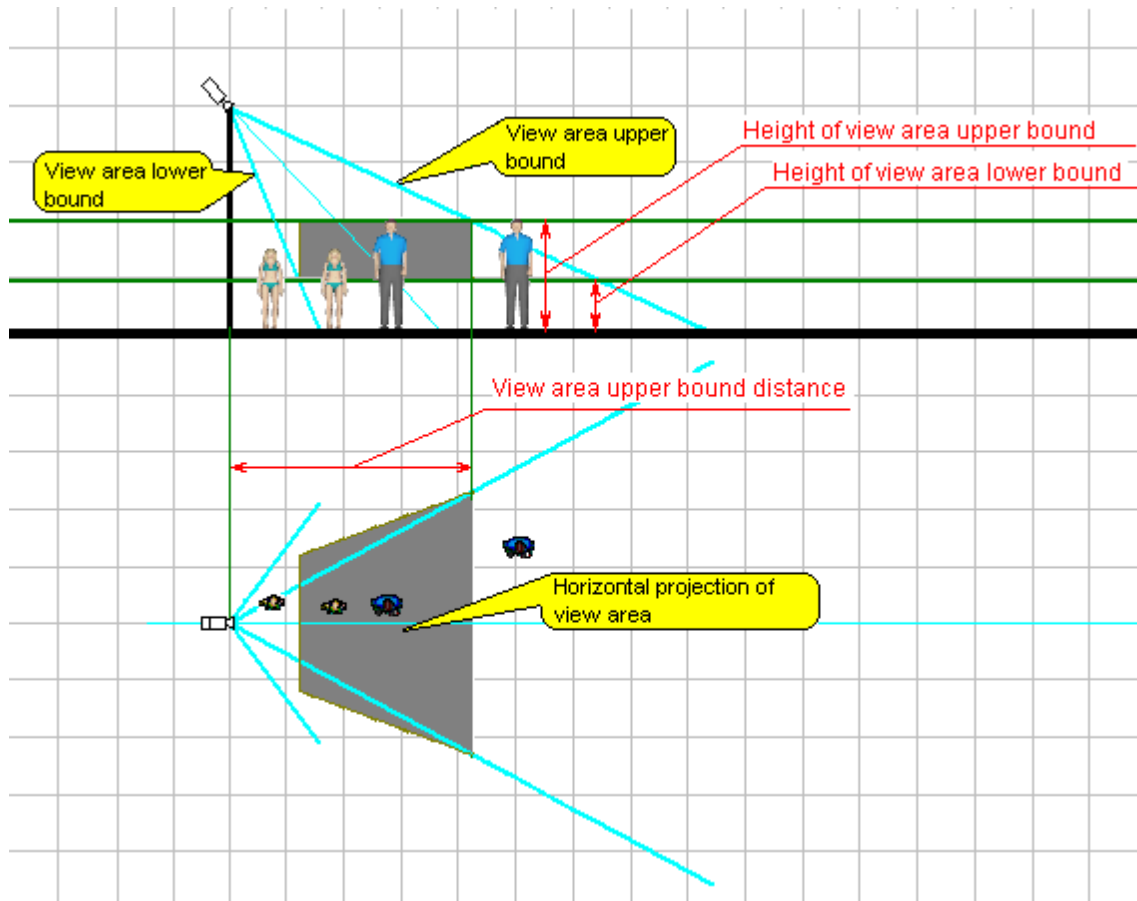 View area upper
bound
Height of view area upper bound
View area lower
bound
Height of view area lower bound
View area upper bound distance
Horizontal projection of
view area